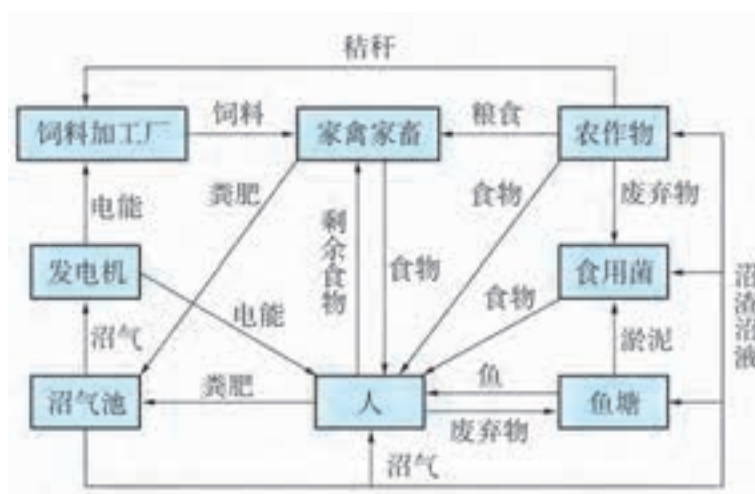 秸秆
饲料加工厂
饲料
家禽家畜
粮食
农作物
电能
粪肥
剩余食物
食物
食物
废弃物
发电机
电能
食物
食用菌
沼渣沼液
沼气
淤泥
沼气池
粪肥
人
鱼
鱼塘
废弃物
沼气